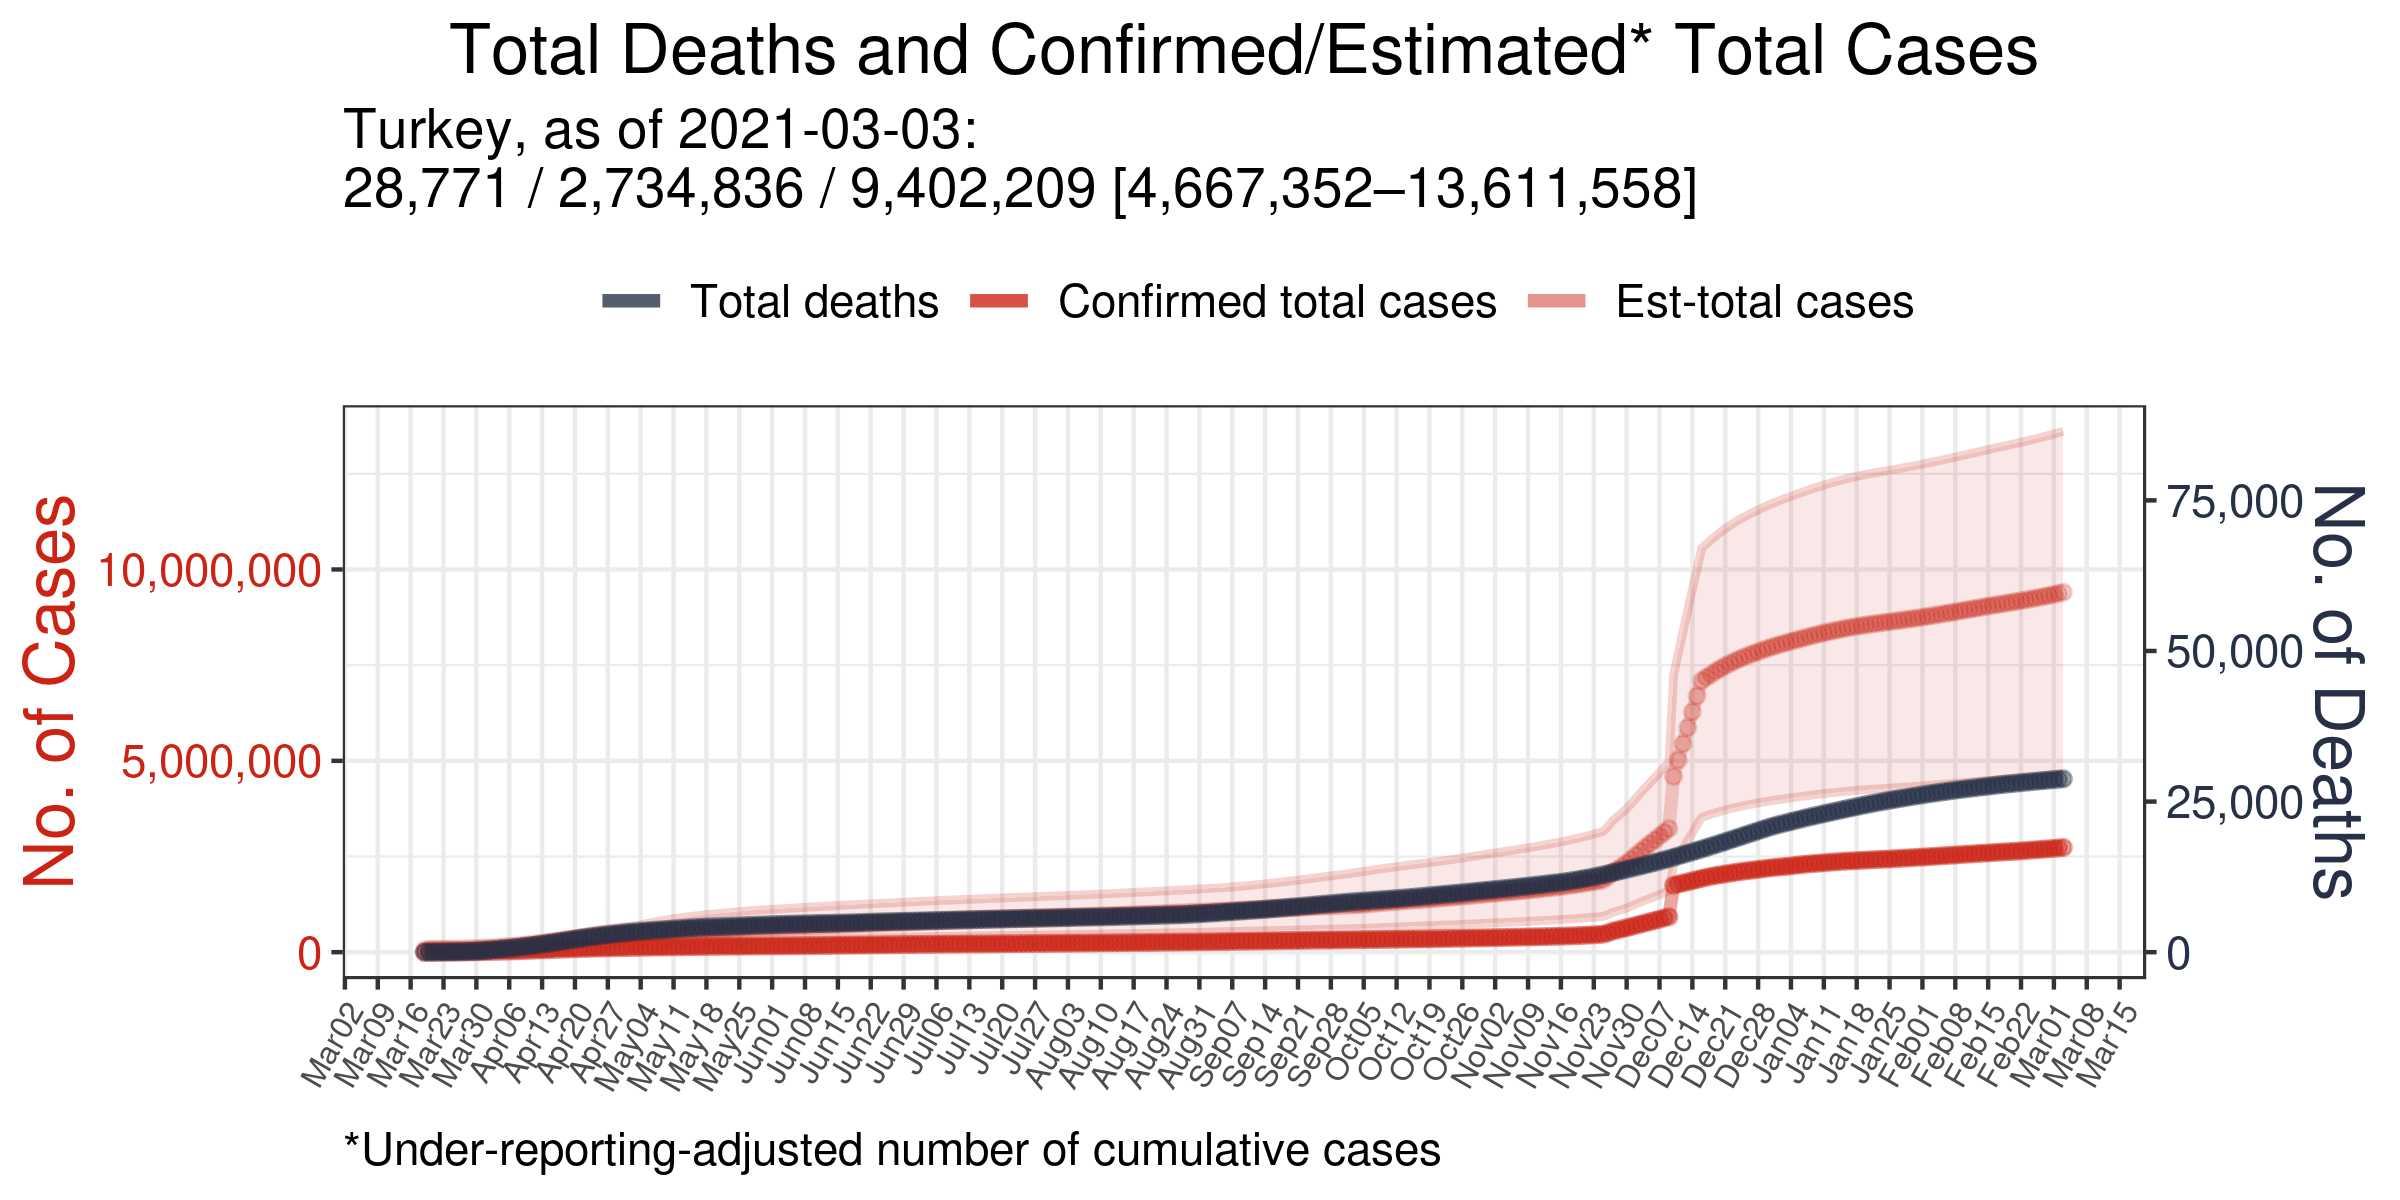 Total Deaths and Confirmed/Estimated* Total Cases
Turkey, as of 2021-03-03:
28,771 / 2,734,836 / 9,402,209 [4,667,352–13,611,558]
Total deaths
Confirmed total cases
Est-total cases
No. of Cases
10,000,000
5,000,000
0
75,000
50,000
25,000
0
No. of Deaths
Mar02
Mar09
Mar16
Mar23
Mar30
Apr06
Apr13
Apr20
Apr27
May04
May11
May18
May25
Jun01
Jun08
Jun15
Jun22
Jun29
Jul06
Jul13
Jul20
Jul27
Aug03
Aug10
Aug17
Aug24
Aug31
Sep07
Sep14
Sep21
Sep28
Oct05
Oct12
Oct19
Oct26
Nov02
Nov09
Nov16
Nov23
Nov30
Dec07
Dec14
Dec21
Dec28
Jan04
Jan11
Jan18
Jan25
Feb01
Feb08
Feb15
Feb22
Mar01
Mar08
Mar15
*Under-reporting-adjusted number of cumulative cases